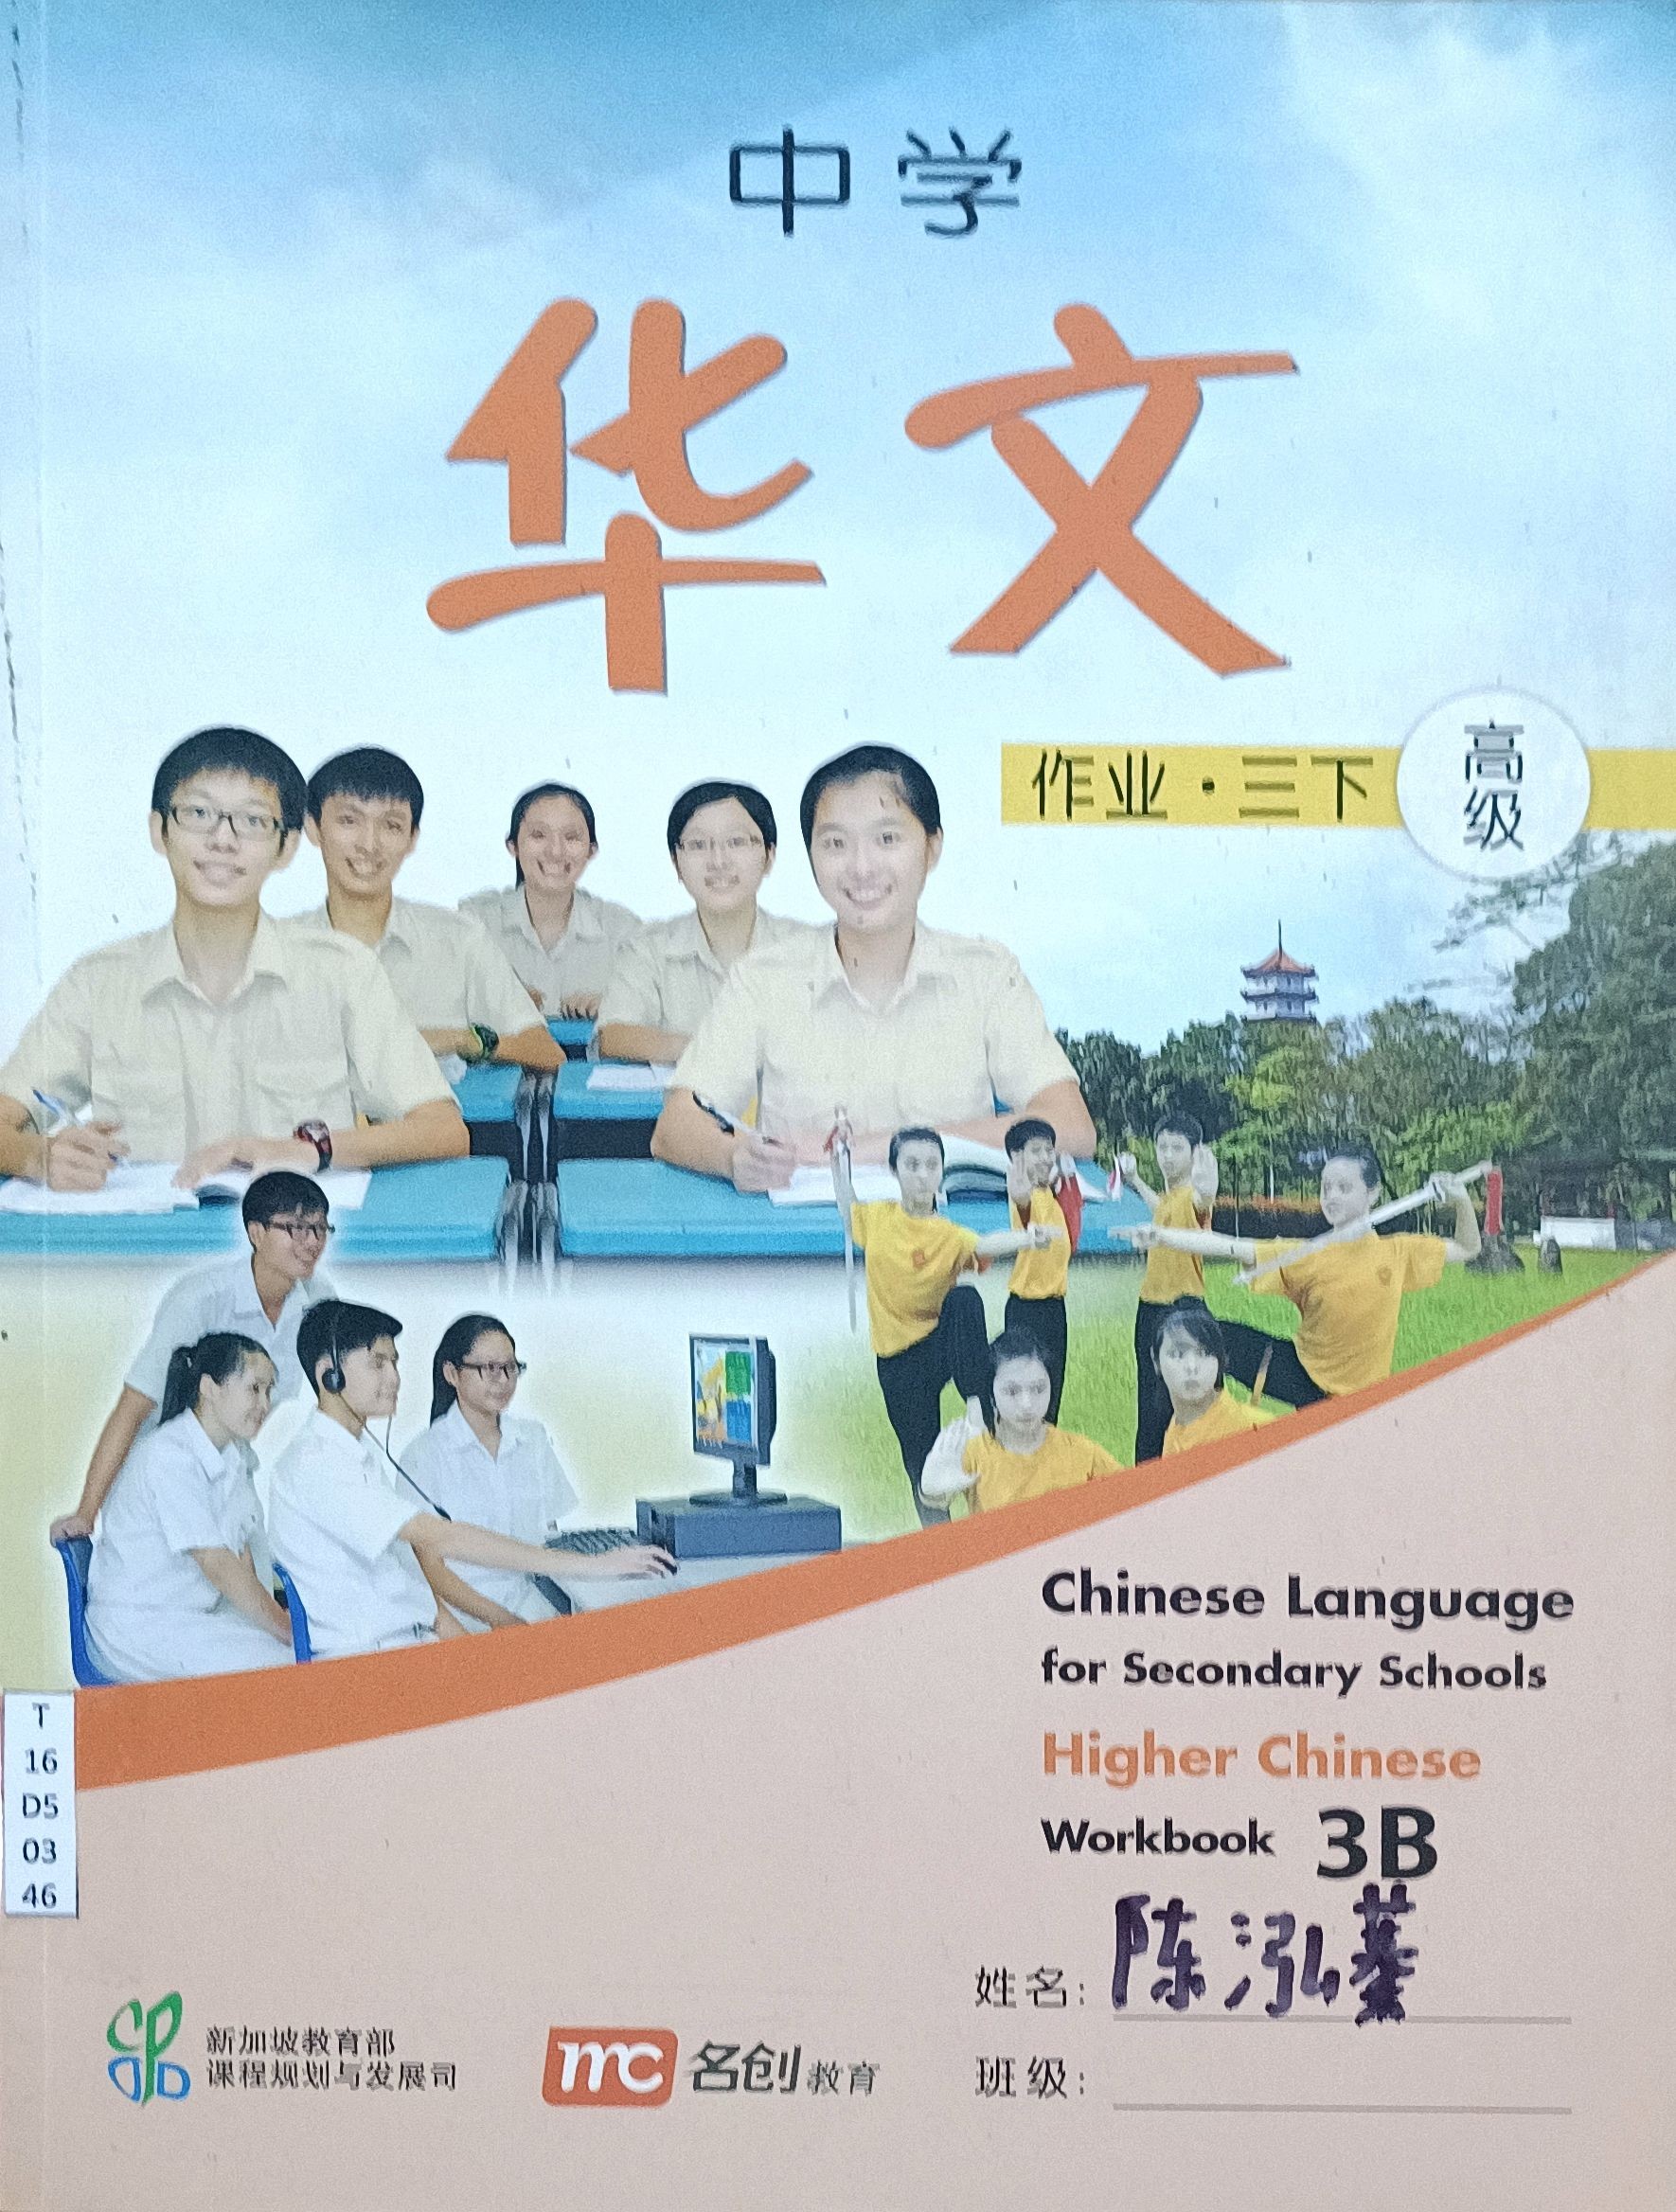 中学
华文
作业·三下
高级
Chinese Language
for Secondary Schools
Higher Chinese
Workbook 3B
T
16
D5
03
46
姓名: 陈泓蓁
班级:
新加坡教育部
课程规划与发展司
mc 名创教育